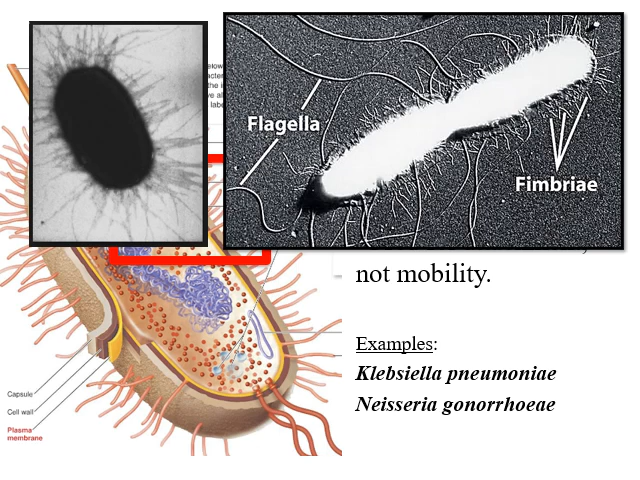 Flagella
Fimbriae
not mobility.
Examples:
Klebsiella pneumoniae
Neisseria gonorrhoeae
Capsule
Cell wall
Plasma
membrane